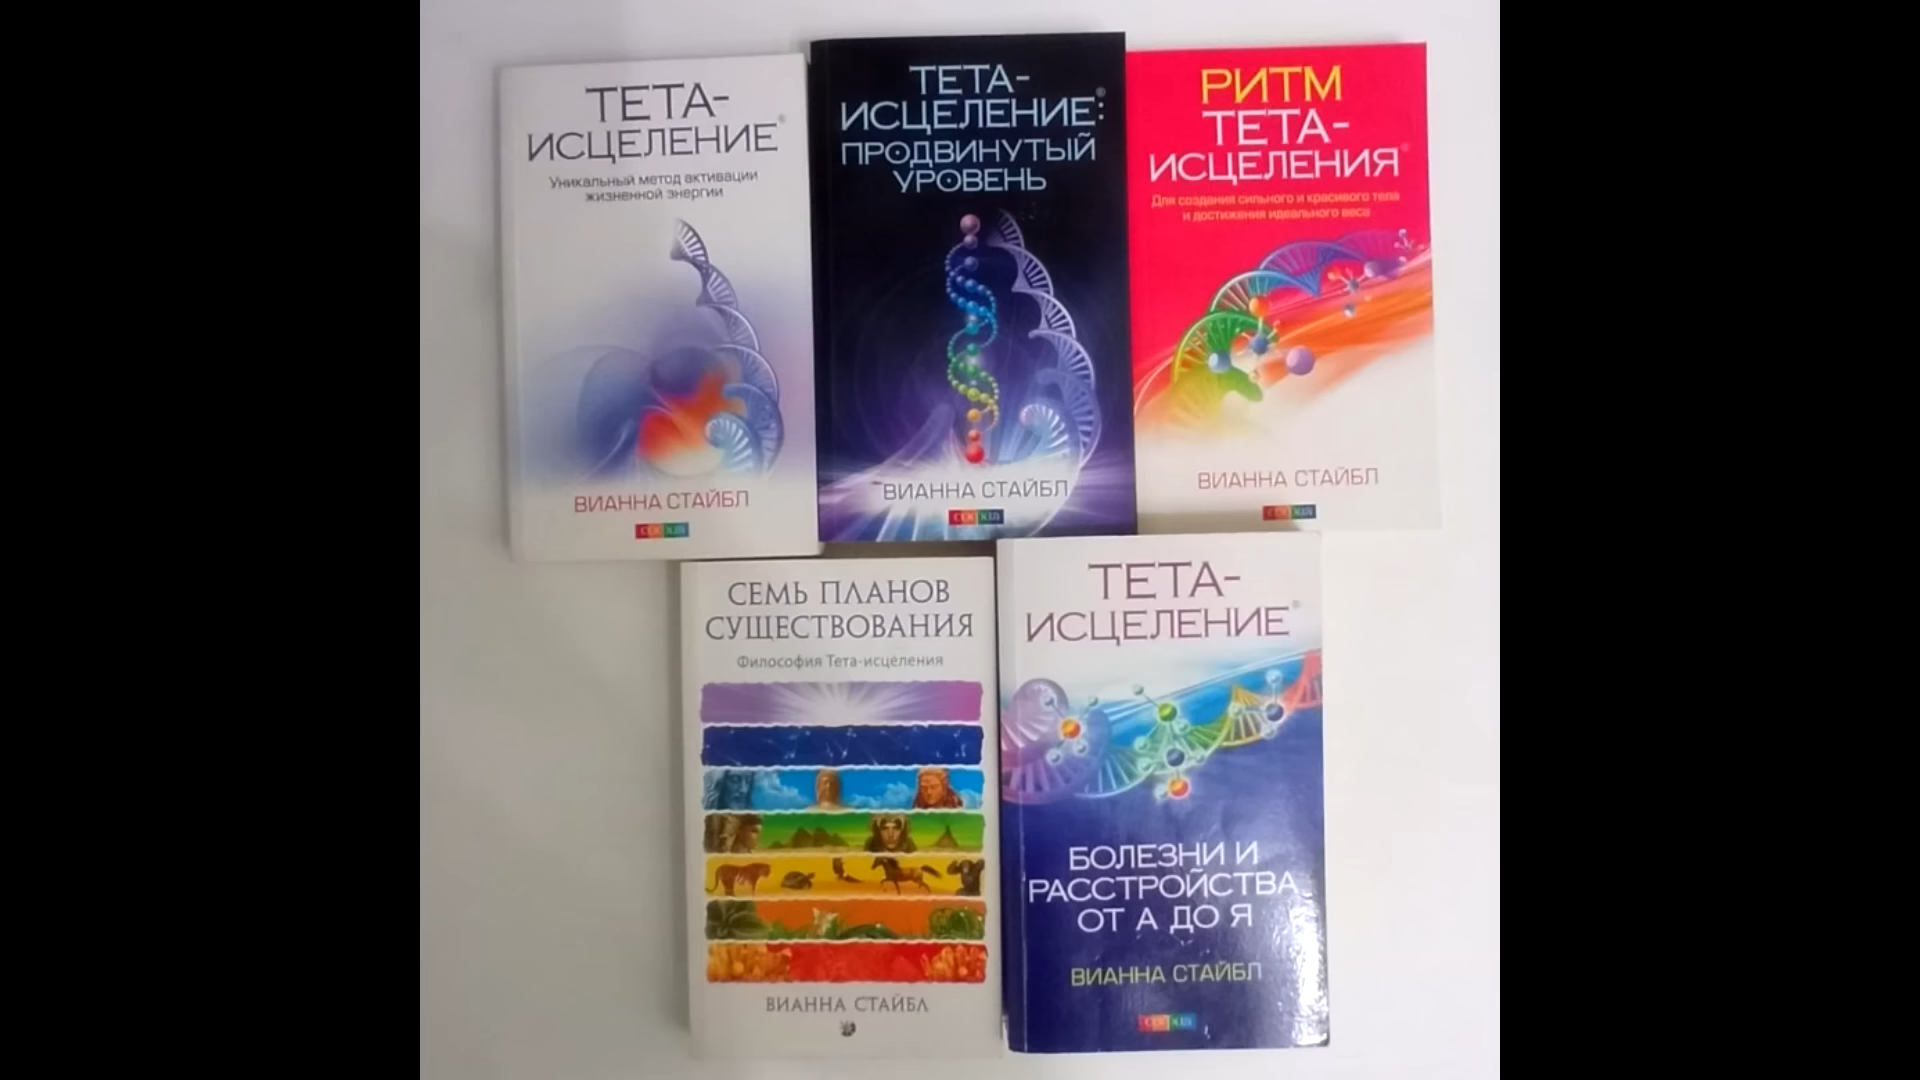 ТЕТА-
ИСЦЕЛЕНИЕ®
Уникальный метод активации
жизненной энергии
ВИАННА СТАЙБЛ
ТЕТА-
ИСЦЕЛЕНИЕ®:
ПРОДВИНУТЫЙ
УРОВЕНЬ
ВИАННА СТАЙБЛ
РИТМ
ТЕТА-
ИСЦЕЛЕНИЯ®
Для создания сильного и красивого тела
и достижения идеального веса
ВИАННА СТАЙБЛ
СЕМЬ ПЛАНОВ
СУЩЕСТВОВАНИЯ
Философия Тета-исцеления
ВИАННА СТАЙБЛ
ТЕТА-
ИСЦЕЛЕНИЕ®
БОЛЕЗНИ И
РАССТРОЙСТВА
ОТ А ДО Я
ВИАННА СТАЙБЛ